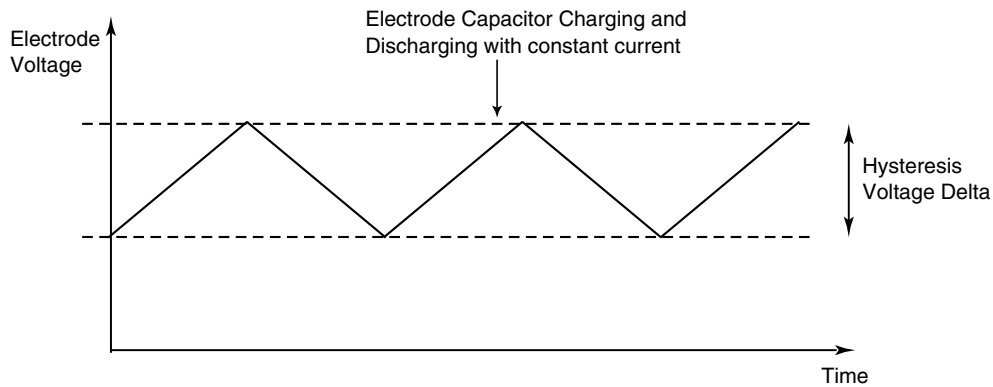 Electrode Capacitor Charging and
Discharging with constant current
Electrode
Voltage
Hysteresis
Voltage Delta
Time